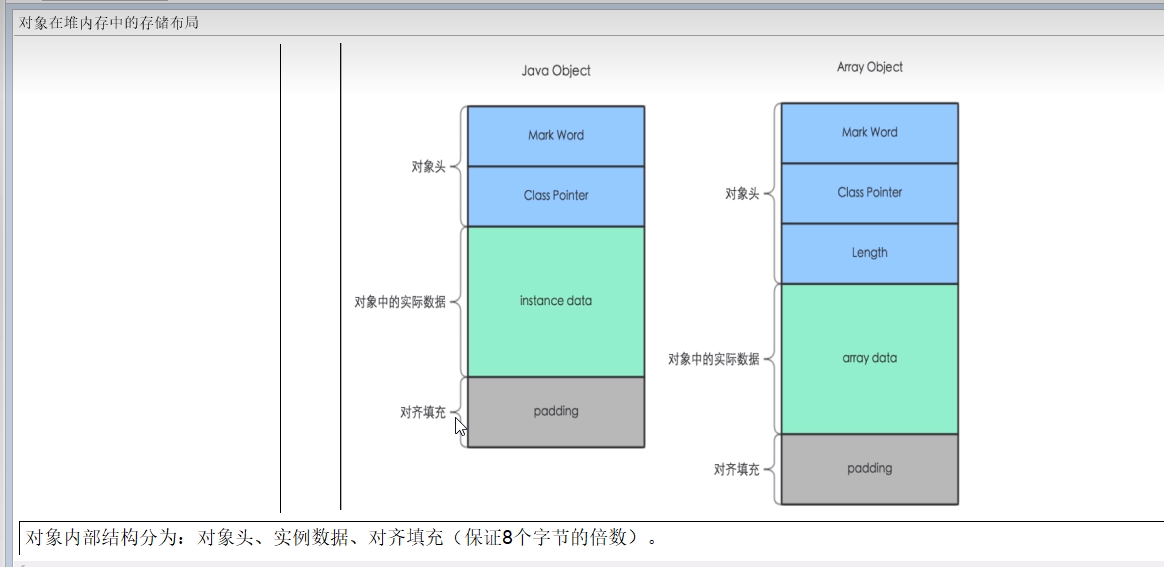 对象在堆内存中的存储布局
Java Object
Mark Word
对象头
Class Pointer
对象中的实际数据
instance data
对齐填充
padding
Array Object
Mark Word
对象头
Class Pointer
Length
对象中的实际数据
array data
对齐填充
padding
对象内部结构分为：对象头、实例数据、对齐填充（保证8个字节的倍数）。